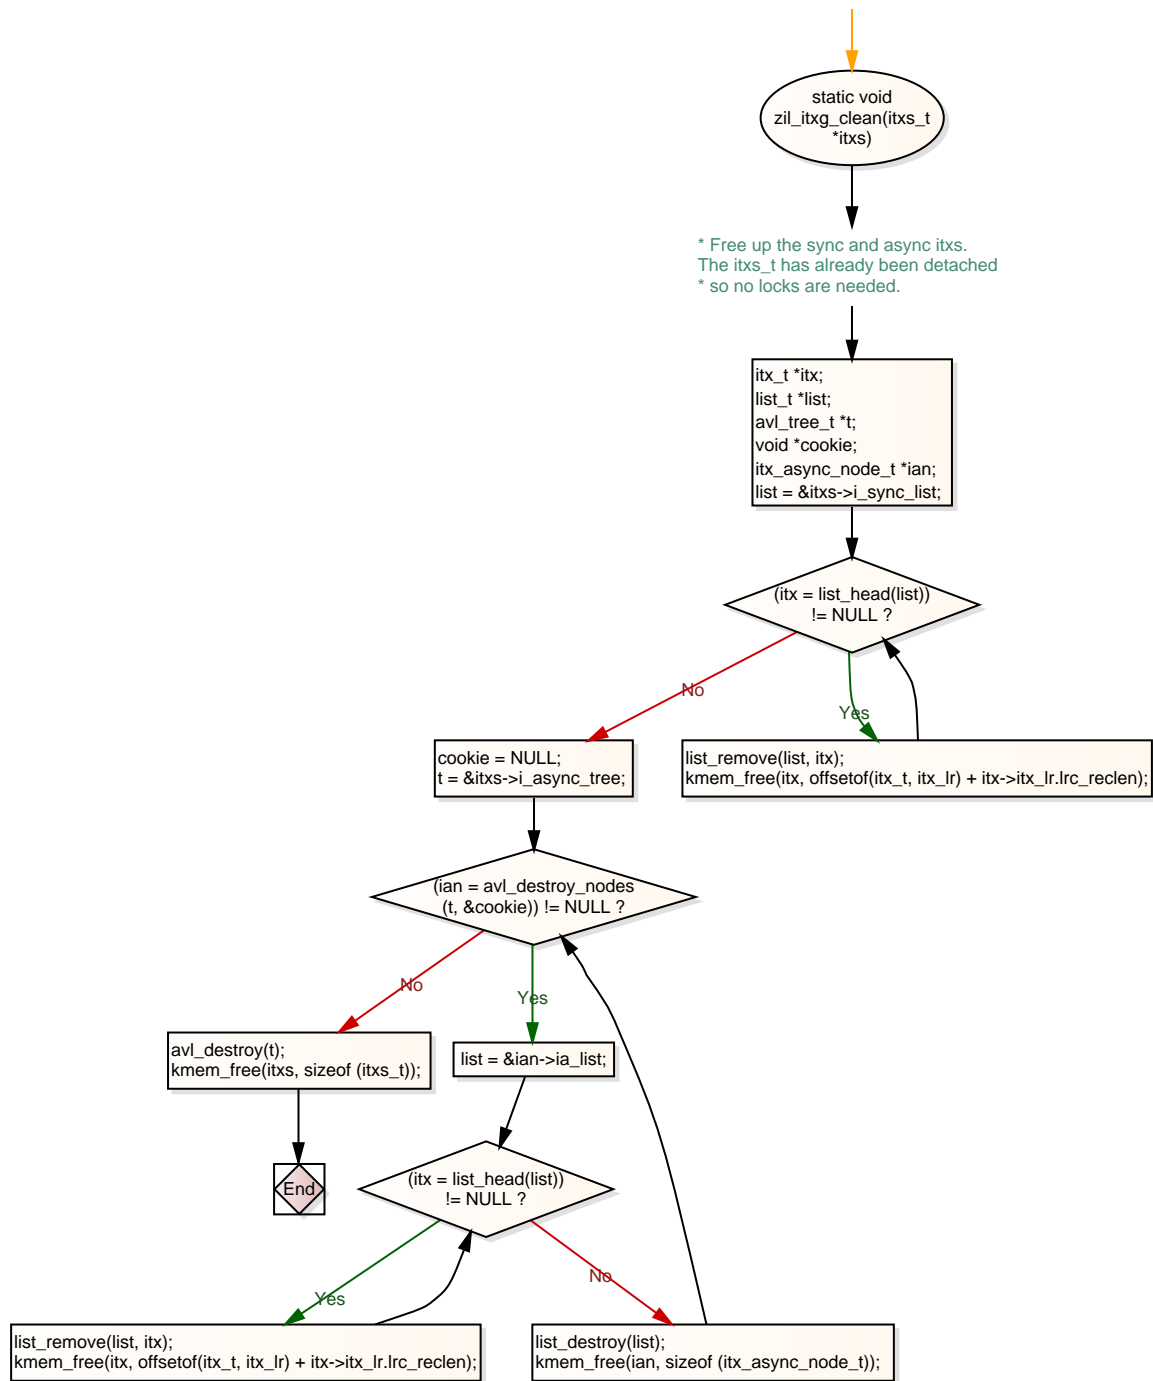 static void
zil_itxg_clean(itxs_t
*itxs)
* Free up the sync and async itxs.
The itxs_t has already been detached
* so no locks are needed.
itx_t *itx;
list_t *list;
avl_tree_t *t;
void *cookie;
itx_async_node_t *ian;
list = &itxs->i_sync_list;
(itx = list_head(list))
!= NULL ?
No
Yes
cookie = NULL;
t = &itxs->i_async_tree;
list_remove(list, itx);
kmem_free(itx, offsetof(itx_t, itx_lr) + itx->itx_lr.lrc_reclen);
(ian = avl_destroy_nodes
(t, &cookie)) != NULL ?
No
Yes
avl_destroy(t);
kmem_free(itxs, sizeof (itxs_t));
list = &ian->ia_list;
End
(itx = list_head(list))
!= NULL ?
Yes
No
list_remove(list, itx);
kmem_free(itx, offsetof(itx_t, itx_lr) + itx->itx_lr.lrc_reclen);
list_destroy(list);
kmem_free(ian, sizeof (itx_async_node_t));